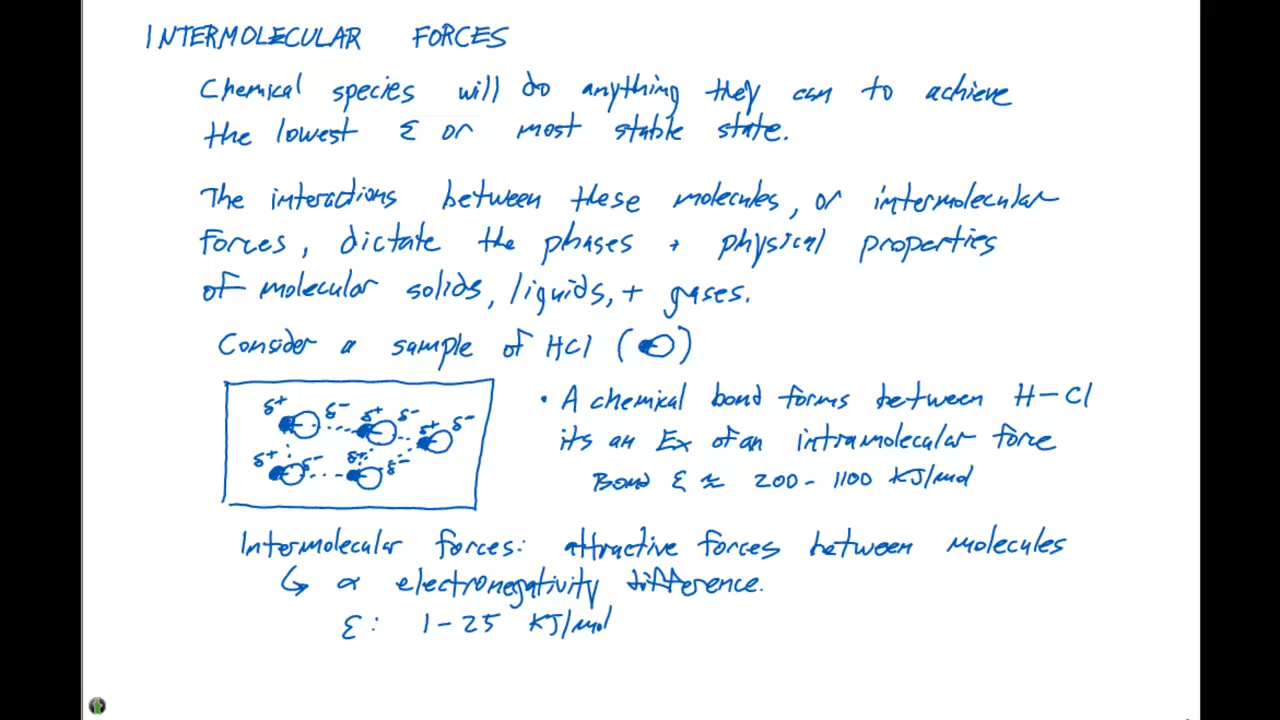 INTERMOLECULAR FORCES
Chemical species will do anything they can to achieve
the lowest ε or most stable state.
The interactions between these molecules, or intermolecular
forces, dictate the phases + physical properties
of molecular solids, liquids, + gases.
Consider a sample of HCl ( )
δ+ δ- δ+ δ- δ+ δ-
δ+ δ- δ+ δ-
• A chemical bond forms between H-Cl
its an Ex of an intramolecular force
Bond ε ≈ 200 - 1100 KJ/mol
Intermolecular forces: attractive forces between molecules
↳ ∝ electronegativity difference.
ε: 1 - 25 KJ/mol